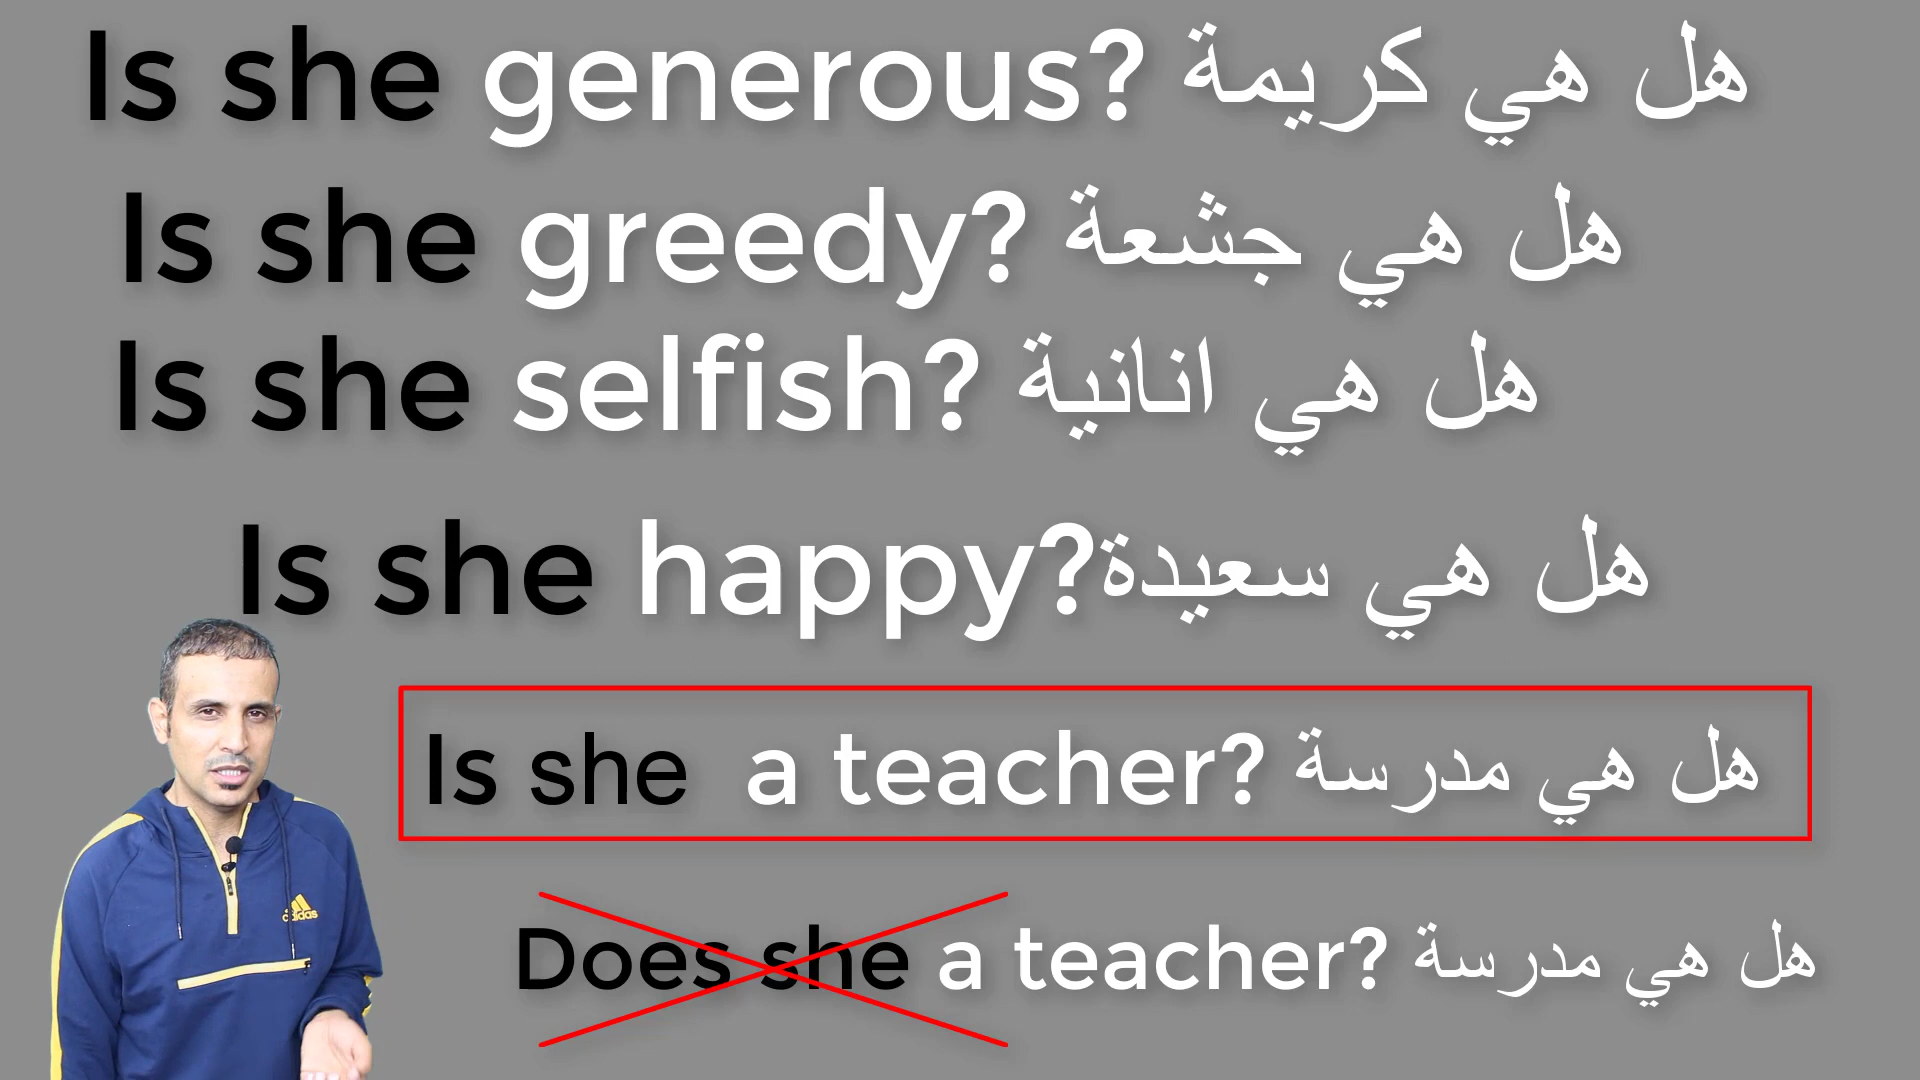 Is she generous? هل هي كريمة
Is she greedy? هل هي جشعة
Is she selfish? هل هي انانية
Is she happy?هل هي سعيدة
Is she a teacher? هل هي مدرسة
Does she a teacher? هل هي مدرسة
adidas